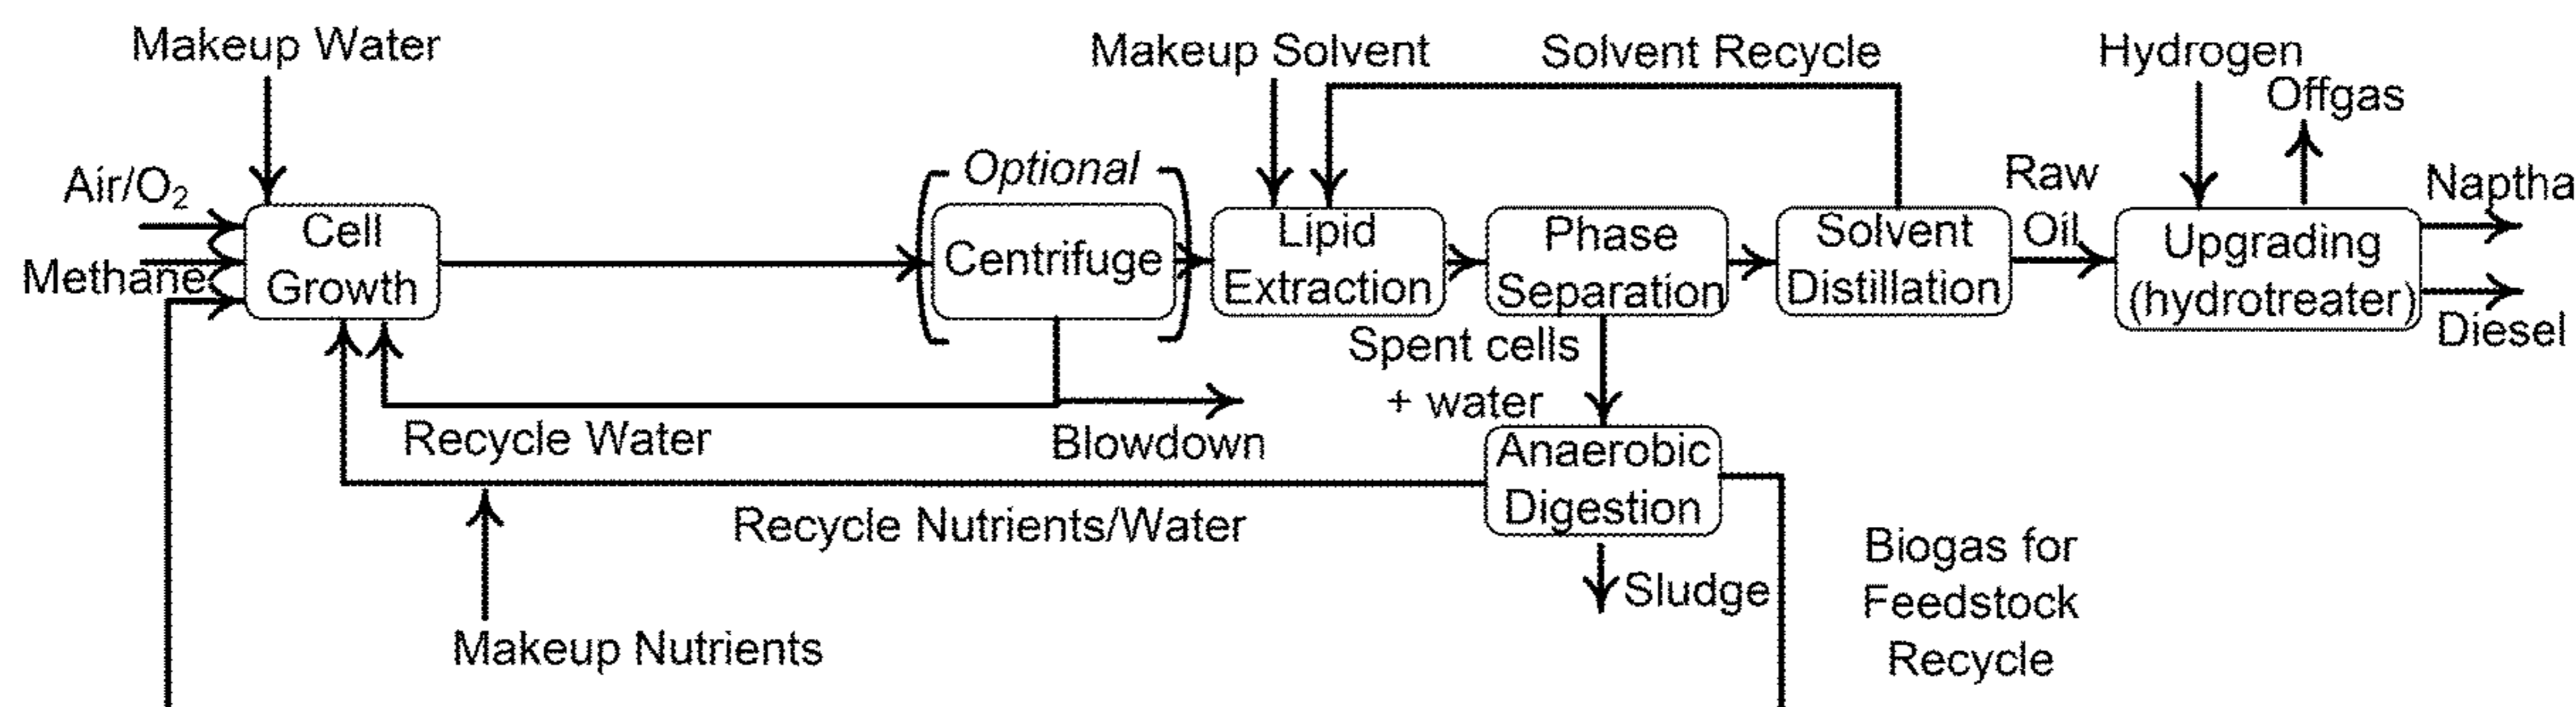 Makeup Water
Makeup Solvent
Solvent Recycle
Hydrogen
Offgas
Air/O₂
Optional
Raw
Oil
Naptha
Methane
Cell
Growth
Centrifuge
Lipid
Extraction
Phase
Separation
Solvent
Distillation
Upgrading
(hydrotreater)
Diesel
Spent cells
+ water
Recycle Water
Blowdown
Anaerobic
Digestion
Recycle Nutrients/Water
Biogas for
Feedstock
Recycle
Sludge
Makeup Nutrients